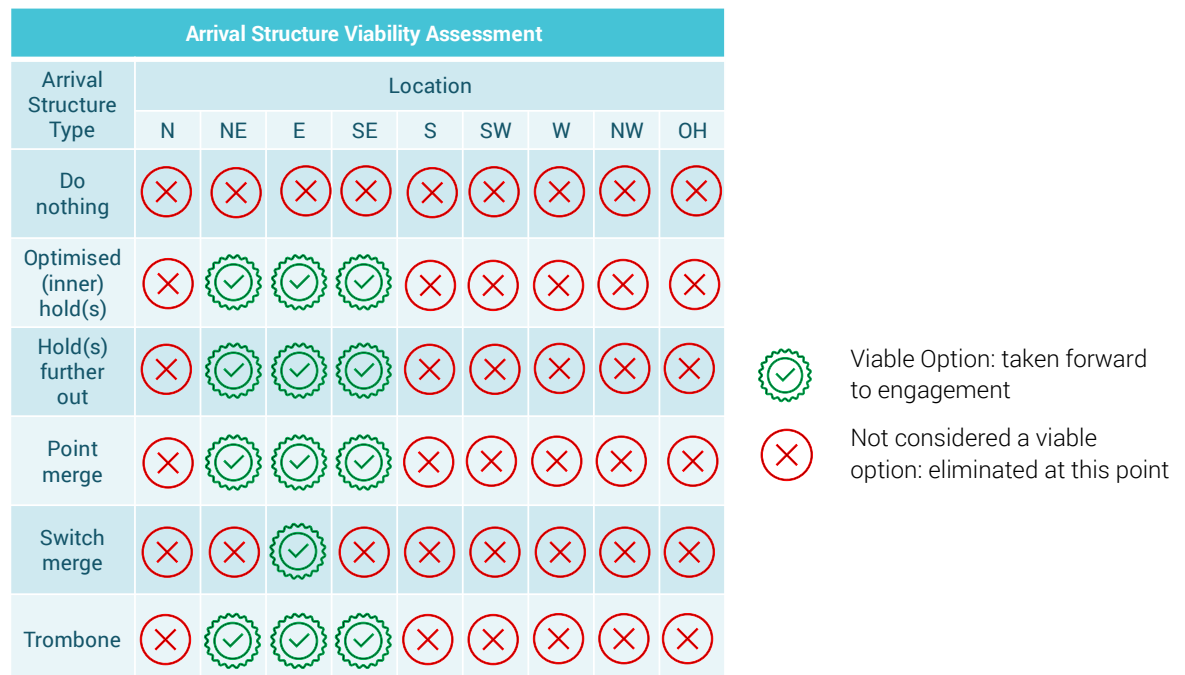 Arrival Structure Viability Assessment
Arrival
Structure
Type
Location
N NE E SE S SW W NW OH
Do
nothing
Optimised
(inner)
hold(s)
Hold(s)
further
out
Point
merge
Switch
merge
Trombone
Viable Option: taken forward
to engagement
Not considered a viable
option: eliminated at this point